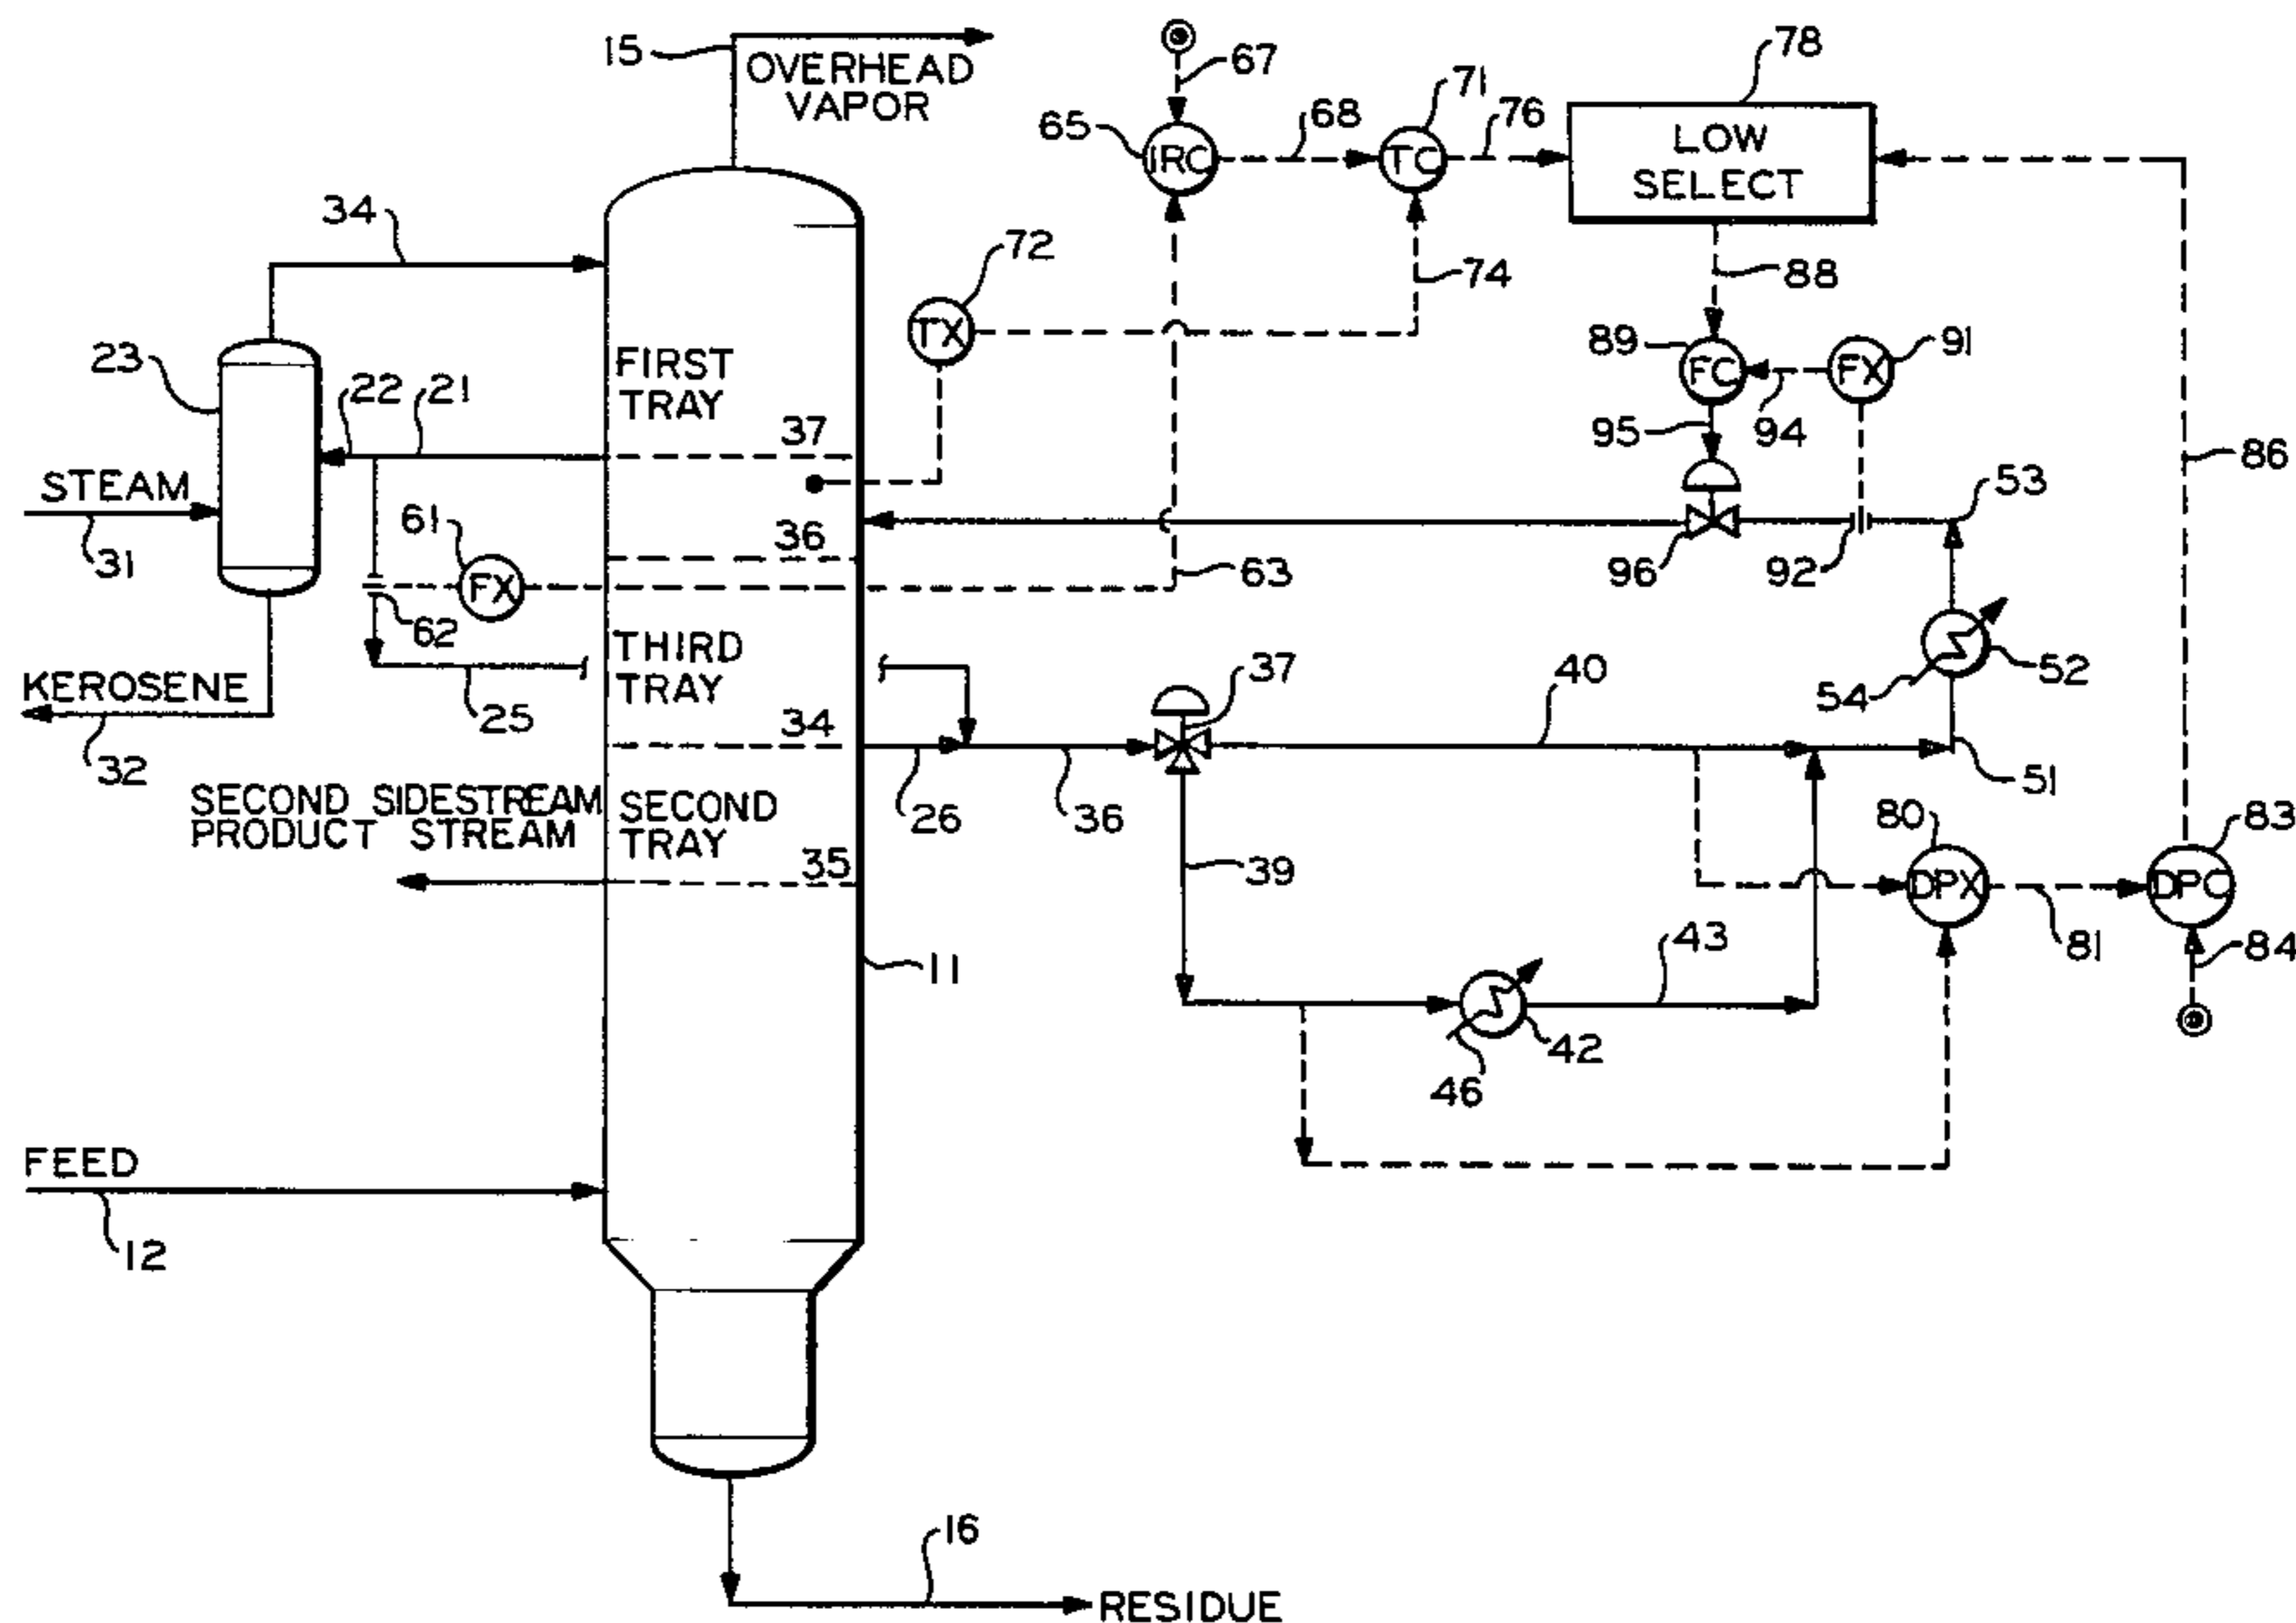 15
OVERHEAD
VAPOR
67
78
65
IRC
68
71
TC
76
LOW
SELECT
34
72
TX
74
88
23
22
21
FIRST
TRAY
37
89
FC
FX
91
95
94
86
STEAM
31
61
FX
36
63
96
92
53
62
THIRD
TRAY
37
40
54
52
KEROSENE
32
25
34
26
36
51
SECOND SIDESTREAM
PRODUCT STREAM
SECOND
TRAY
35
39
80
DPX
81
83
DPC
84
11
43
46
42
FEED
12
16
RESIDUE